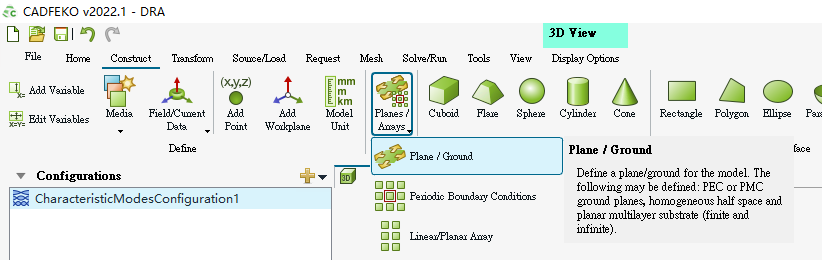 CADFEKO v2022.1 - DRA
3D View
File Home Construct Transform Source/Load Request Mesh Solve/Run Tools View Display Options
Add Variable
Edit Variables
Media
Field/Current
Data
(x,y,z)
Add
Point
Add
Workplane
mm
m
km
Model
Unit
Planes /
Arrays
Cuboid
Flare
Sphere
Cylinder
Cone
Rectangle
Polygon
Ellipse
Define
Plane / Ground
Periodic Boundary Conditions
Linear/Planar Array
Plane / Ground
Define a plane/ground for the model. The
following may be defined: PEC or PMC
ground planes, homogeneous half space and
planar multilayer substrate (finite and
infinite).
Configurations
3D
CharacteristicModesConfiguration1